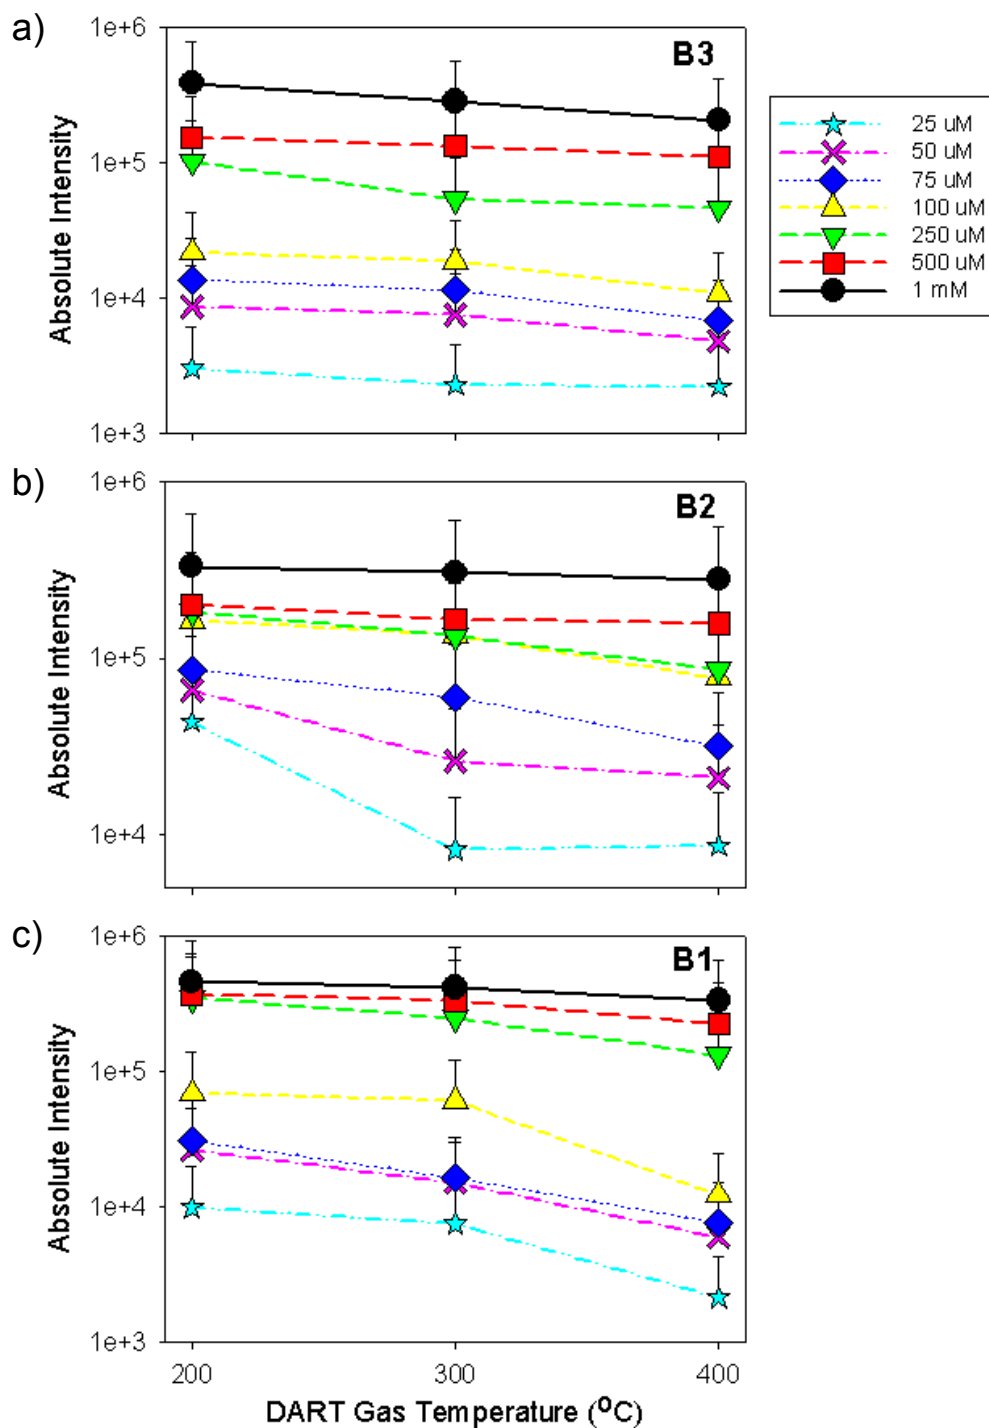 a)
1e+6
1e+5
1e+4
1e+3
Absolute Intensity
B3
25 uM
50 uM
75 uM
100 uM
250 uM
500 uM
1 mM
b)
1e+6
1e+5
1e+4
Absolute Intensity
B2
c)
1e+6
1e+5
1e+4
1e+3
Absolute Intensity
B1
200 300 400
DART Gas Temperature (⁰C)